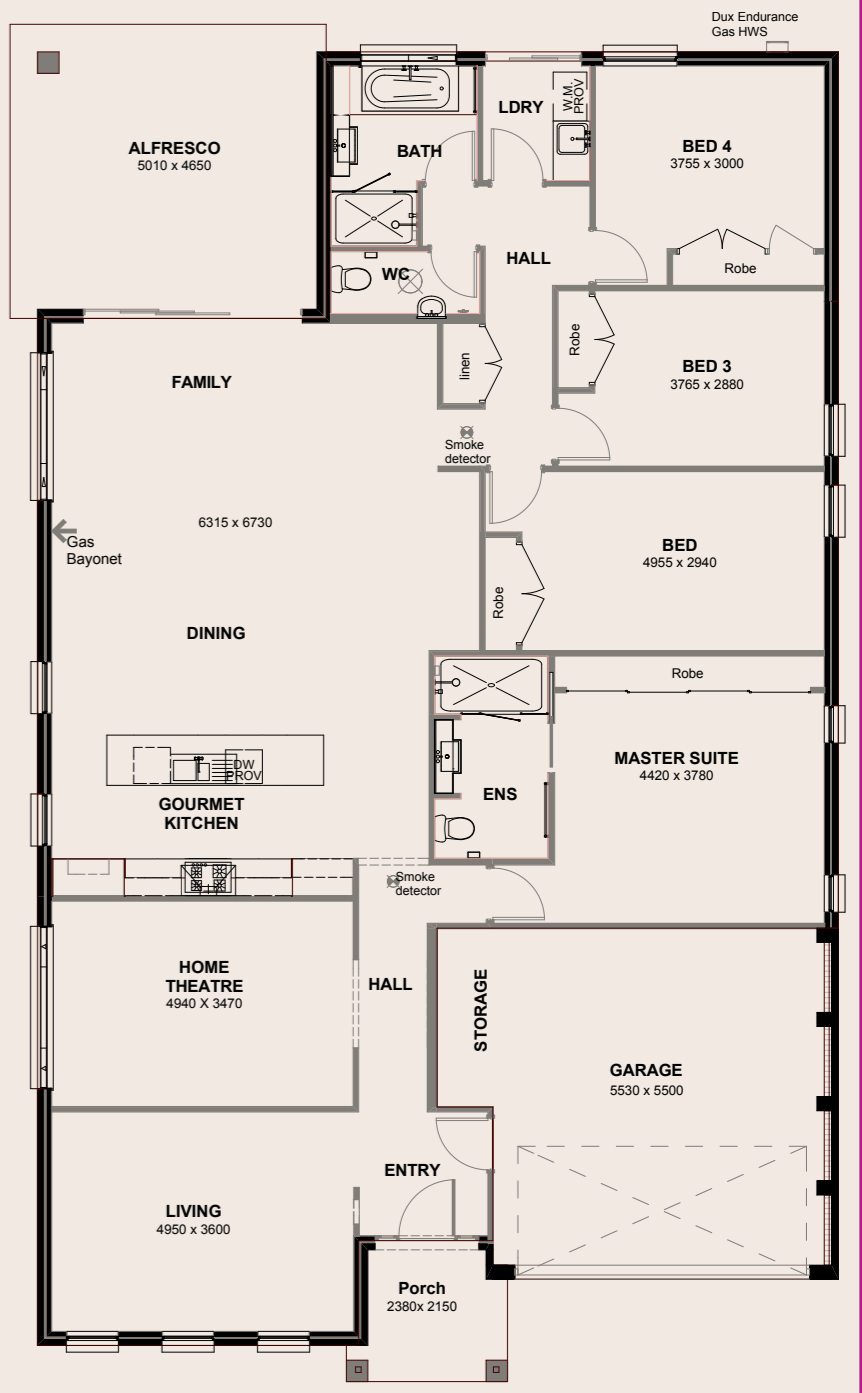 Dux Endurance
Gas HWS
ALFRESCO
5010 x 4650
BATH
LDRY
W.M.
PROV
BED 4
3755 x 3000
Robe
WC
HALL
linen
Robe
BED 3
3765 x 2880
FAMILY
Smoke
detector
6315 x 6730
Gas
Bayonet
BED
4955 x 2940
Robe
DINING
Robe
MASTER SUITE
4420 x 3780
DW
PROV
ENS
GOURMET
KITCHEN
Smoke
detector
HOME
THEATRE
4940 X 3470
HALL
STORAGE
GARAGE
5530 x 5500
ENTRY
LIVING
4950 x 3600
Porch
2380x 2150